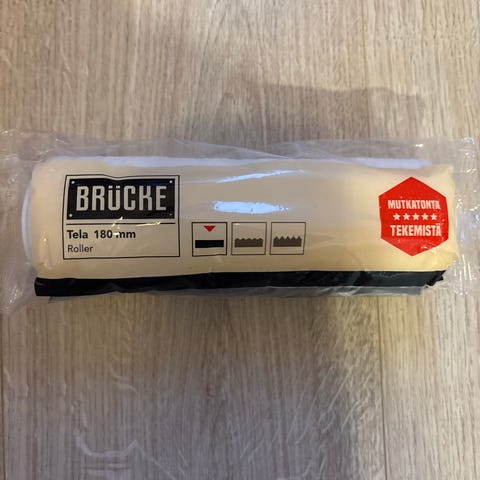 BRÜCKE
Tela 180 mm
Roller
MUTKATONTA
★★★★★
TEKEMISTÄ